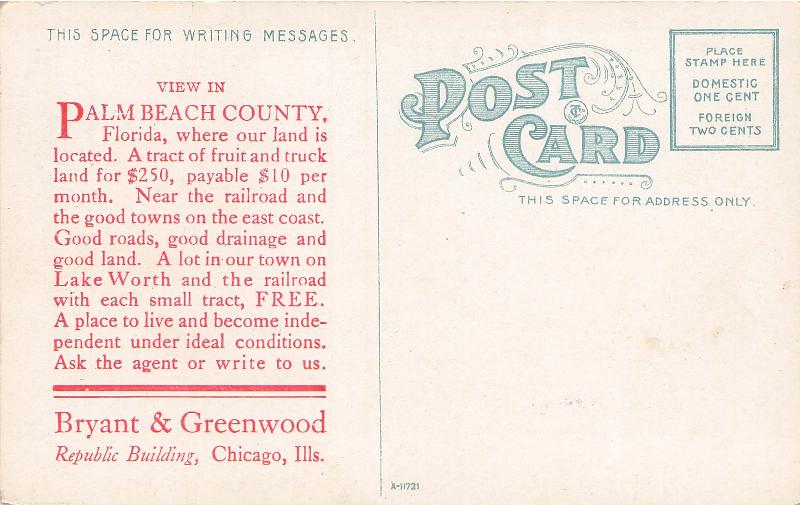 THIS SPACE FOR WRITING MESSAGES.
VIEW IN
PALM BEACH COUNTY,
Florida, where our land is
located. A tract of fruit and truck
land for $250, payable $10 per
month. Near the railroad and
the good towns on the east coast.
Good roads, good drainage and
good land. A lot in our town on
Lake Worth and the railroad
with each small tract, FREE.
A place to live and become inde-
pendent under ideal conditions.
Ask the agent or write to us.
Bryant & Greenwood
Republic Building, Chicago, Ills.
POST
CARD
PLACE
STAMP HERE
DOMESTIC
ONE CENT
FOREIGN
TWO CENTS
THIS SPACE FOR ADDRESS ONLY.
A-11721